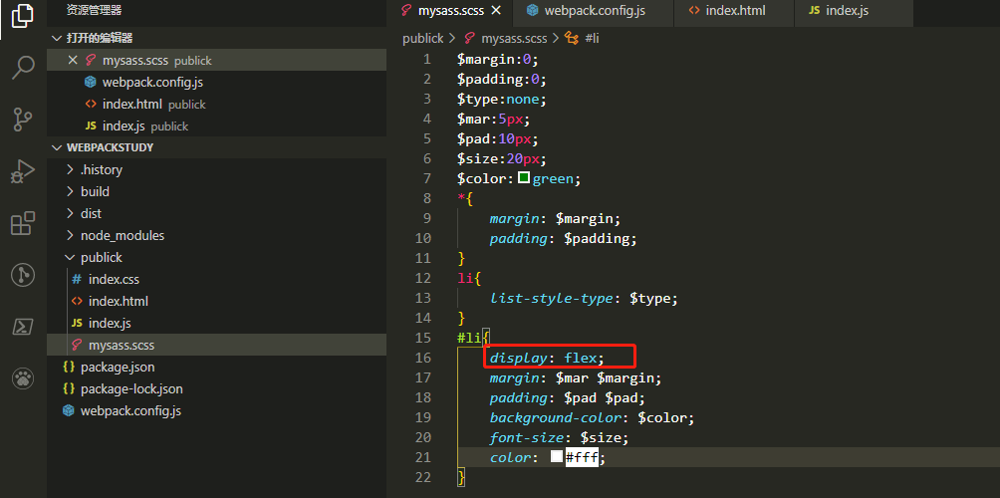 资源管理器
打开的编辑器
mysass.scss publick
webpack.config.js
index.html publick
JS index.js publick
WEBPACKSTUDY
.history
build
dist
node_modules
publick
# index.css
index.html
JS index.js
mysass.scss
{} package.json
{} package-lock.json
webpack.config.js
mysass.scss
webpack.config.js
index.html
JS index.js
publick > mysass.scss > #li
1 $margin:0;
2 $padding:0;
3 $type:none;
4 $mar:5px;
5 $pad:10px;
6 $size:20px;
7 $color:green;
8 *{
9 margin: $margin;
10 padding: $padding;
11 }
12 li{
13 list-style-type: $type;
14 }
15 #li{
16 display: flex;
17 margin: $mar $margin;
18 padding: $pad $pad;
19 background-color: $color;
20 font-size: $size;
21 color: #fff;
22 }